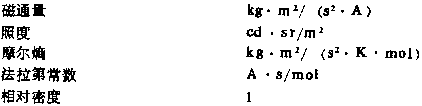 磁通量 kg·m²/（s²·A）
照度 cd·sr/m²
摩尔熵 kg·m²/（s²·K·mol）
法拉第常数 A·s/mol
相对密度 1